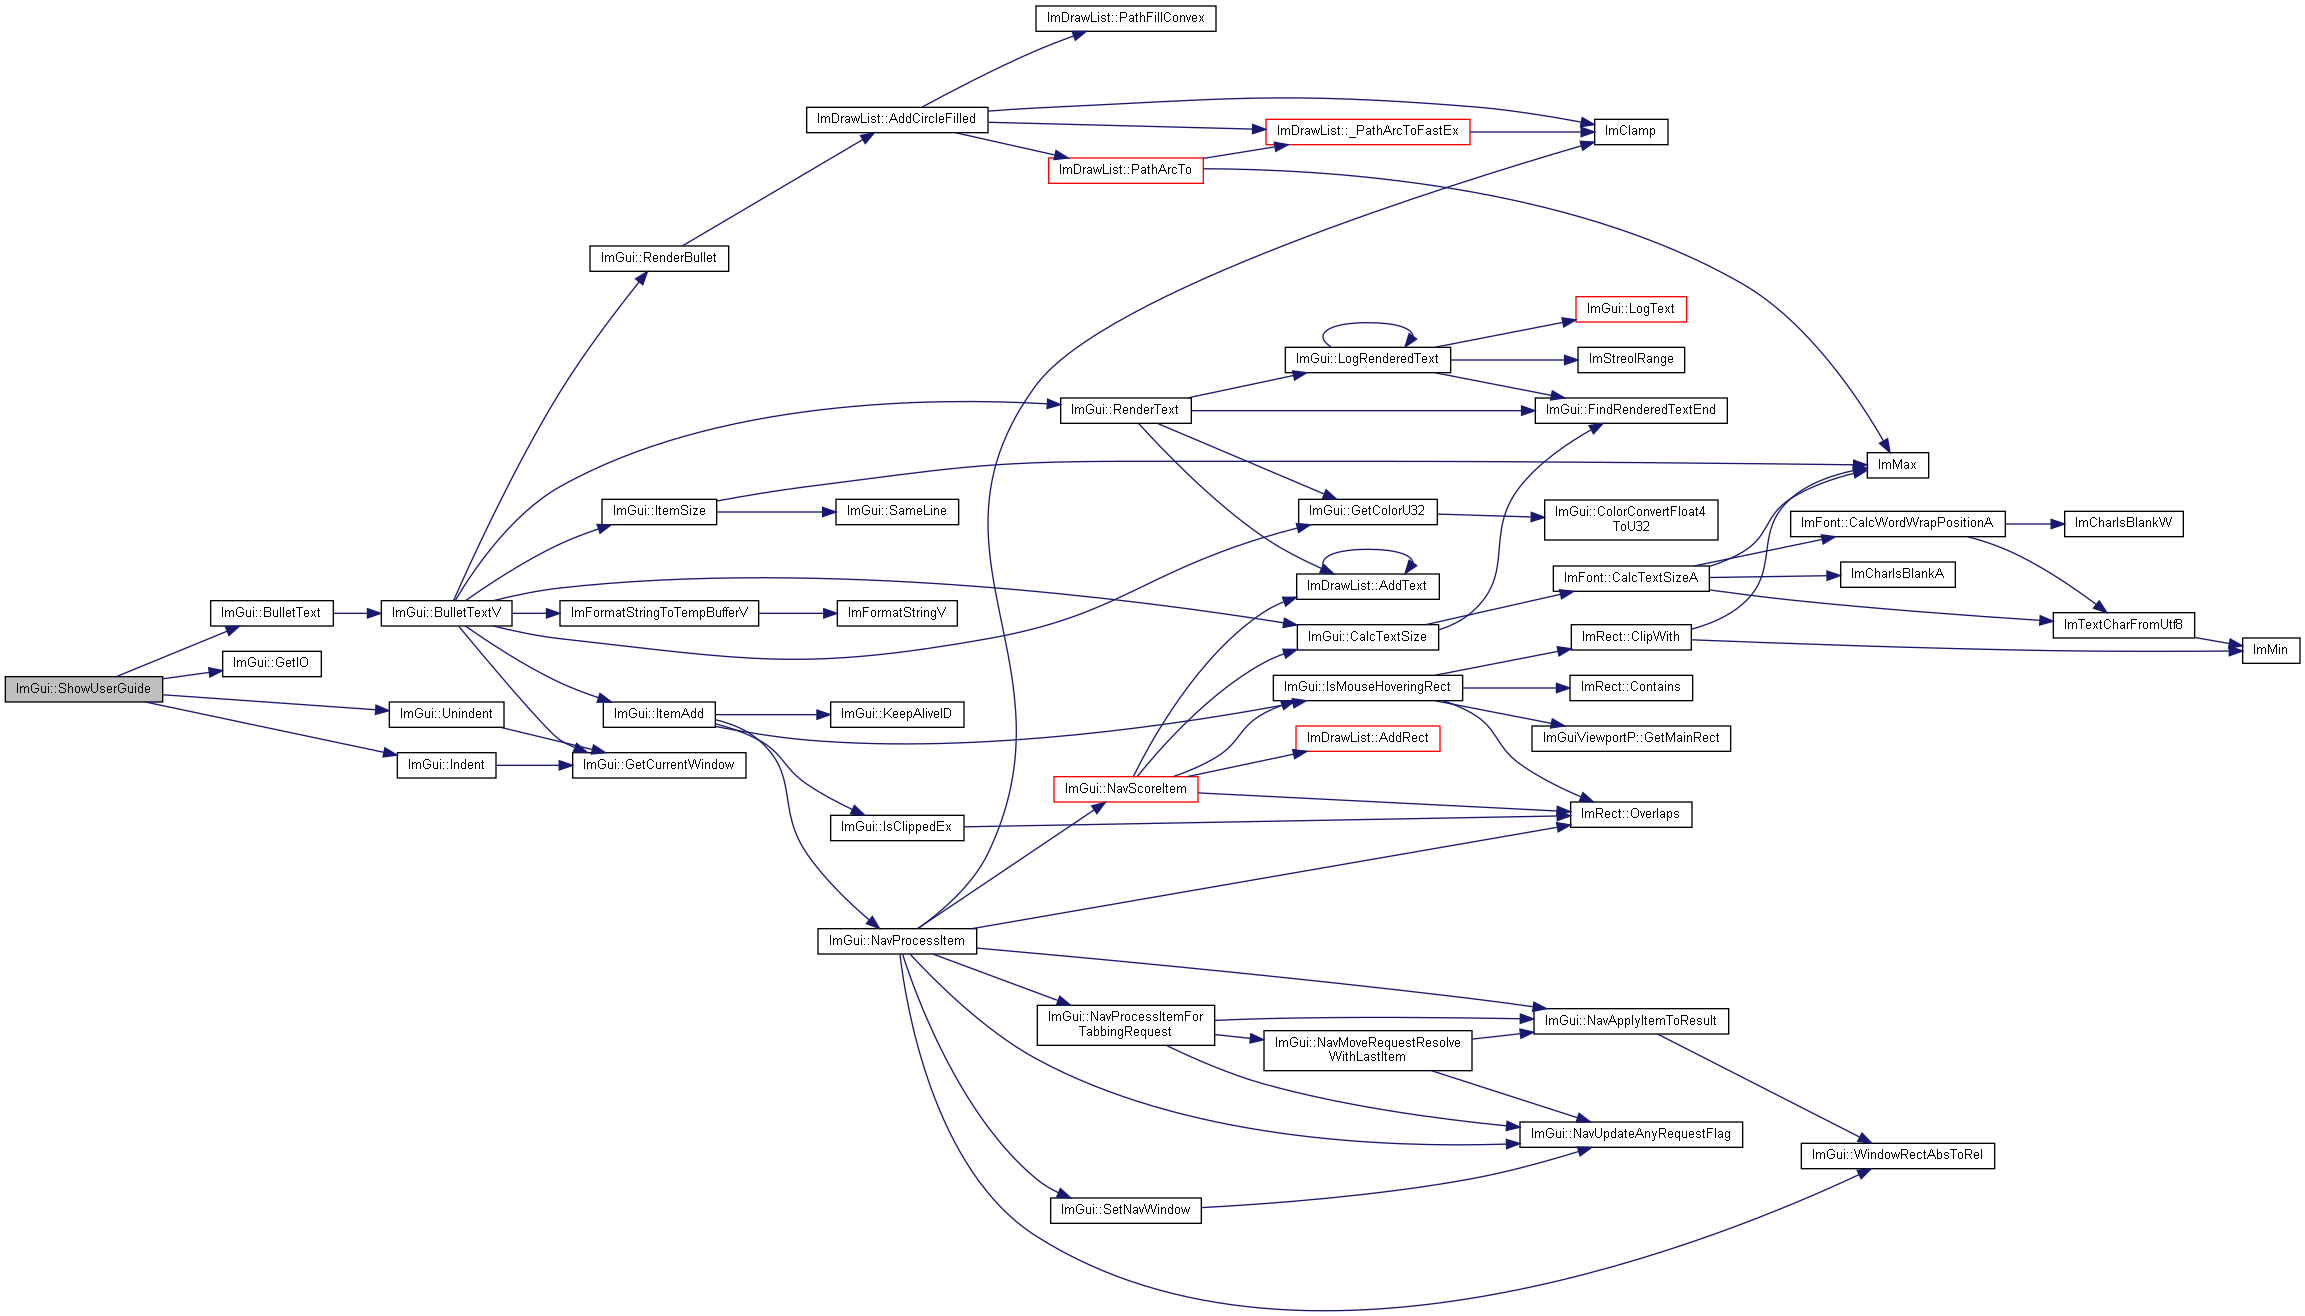 ImDrawList::PathFillConvex
ImDrawList::AddCircleFilled
ImDrawList::_PathArcToFastEx
ImClamp
ImDrawList::PathArcTo
ImGui::RenderBullet
ImGui::LogText
ImGui::LogRenderedText
ImStreolRange
ImGui::RenderText
ImGui::FindRenderedTextEnd
ImMax
ImGui::ItemSize
ImGui::SameLine
ImGui::GetColorU32
ImGui::ColorConvertFloat4
ToU32
ImFont::CalcWordWrapPositionA
ImCharIsBlankW
ImDrawList::AddText
ImFont::CalcTextSizeA
ImCharIsBlankA
ImGui::BulletText
ImGui::BulletTextV
ImFormatStringToTempBufferV
ImFormatStringV
ImTextCharFromUtf8
ImGui::CalcTextSize
ImRect::ClipWith
ImMin
ImGui::GetIO
ImGui::ShowUserGuide
ImGui::IsMouseHoveringRect
ImRect::Contains
ImGui::Unindent
ImGui::ItemAdd
ImGui::KeepAliveID
ImDrawList::AddRect
ImGuiViewportP::GetMainRect
ImGui::Indent
ImGui::GetCurrentWindow
ImGui::NavScoreItem
ImGui::IsClippedEx
ImRect::Overlaps
ImGui::NavProcessItem
ImGui::NavProcessItemFor
TabbingRequest
ImGui::NavApplyItemToResult
ImGui::NavMoveRequestResolve
WithLastItem
ImGui::NavUpdateAnyRequestFlag
ImGui::WindowRectAbsToRel
ImGui::SetNavWindow